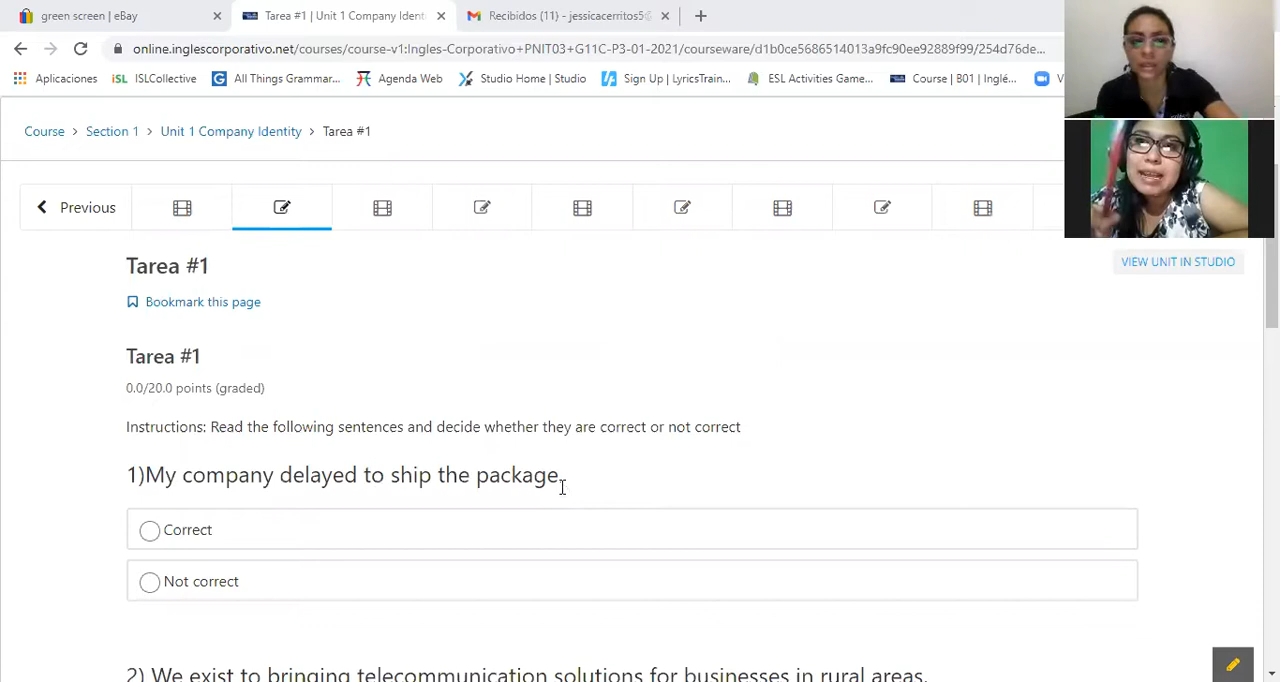 green screen | eBay
Tarea #1 | Unit 1 Company Ident
Recibidos (11) - jessicacerritos5@
online.inglescorporativo.net/courses/course-v1:Ingles-Corporativo+PNIT03+G11C-P3-01-2021/courseware/d1b0ce5686514013a9fc90ee92889f99/254d76de...
Aplicaciones
iSL ISLCollective
All Things Grammar...
Agenda Web
Studio Home | Studio
Sign Up | LyricsTrain...
ESL Activities Game...
Course | B01 | Inglé...
Course > Section 1 > Unit 1 Company Identity > Tarea #1
Previous
Tarea #1
VIEW UNIT IN STUDIO
Bookmark this page
Tarea #1
0.0/20.0 points (graded)
Instructions: Read the following sentences and decide whether they are correct or not correct
1)My company delayed to ship the package.
Correct
Not correct
2) We exist to bringing telecommunication solutions for businesses in rural areas.